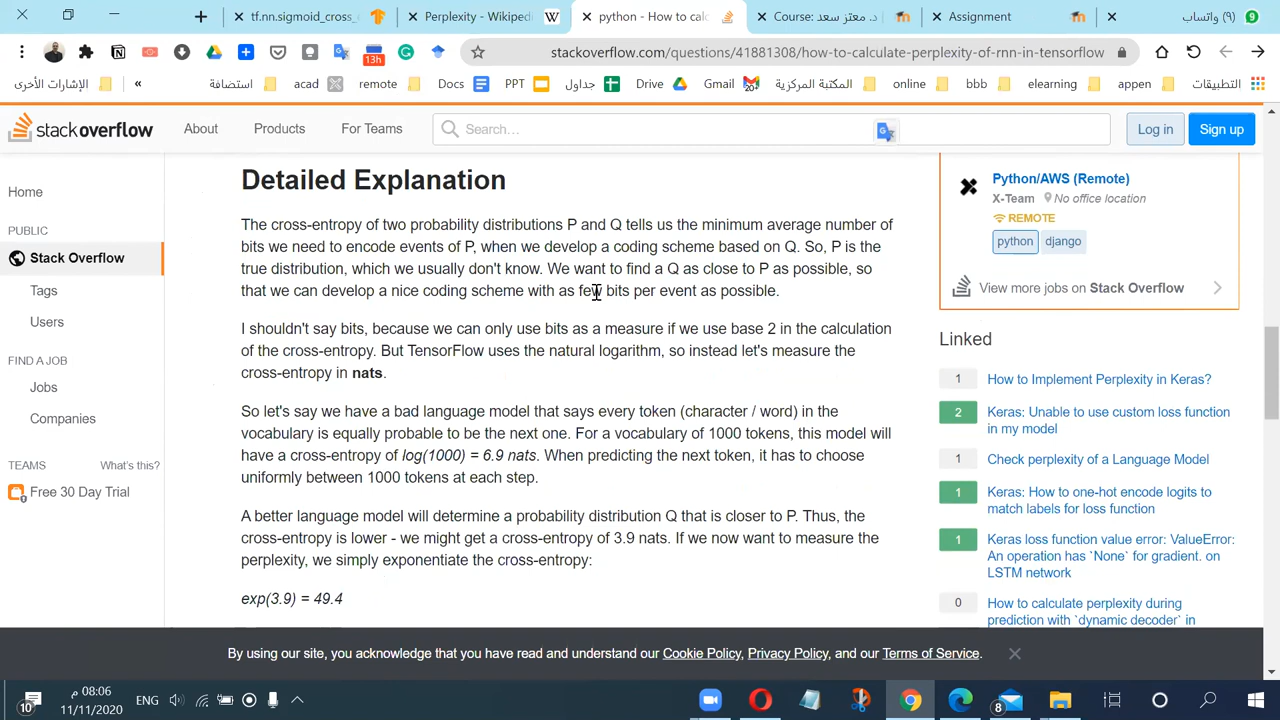 tf.nn.sigmoid_cross_
Perplexity - Wikiped
python - How to calc
Course: د. معتز سعد
Assignment
(٩) واتساب
9
stackoverflow.com/questions/41881308/how-to-calculate-perplexity-of-rnn-in-tensorflow
13h
الإشارات الأخرى
»
استضافة
acad
remote
Docs
PPT
جداول
Drive
المكتبة المركزية
Gmail
20+
online
bbb
elearning
appen
التطبيقات
stackoverflow
About
Products
For Teams
Search...
Log in
Sign up
Home
PUBLIC
Stack Overflow
Tags
Users
FIND A JOB
Jobs
Companies
TEAMS
What's this?
Free 30 Day Trial
Detailed Explanation
The cross-entropy of two probability distributions P and Q tells us the minimum average number of
bits we need to encode events of P, when we develop a coding scheme based on Q. So, P is the
true distribution, which we usually don't know. We want to find a Q as close to P as possible, so
that we can develop a nice coding scheme with as few bits per event as possible.
I shouldn't say bits, because we can only use bits as a measure if we use base 2 in the calculation
of the cross-entropy. But TensorFlow uses the natural logarithm, so instead let's measure the
cross-entropy in nats.
So let's say we have a bad language model that says every token (character / word) in the
vocabulary is equally probable to be the next one. For a vocabulary of 1000 tokens, this model will
have a cross-entropy of log(1000) = 6.9 nats. When predicting the next token, it has to choose
uniformly between 1000 tokens at each step.
A better language model will determine a probability distribution Q that is closer to P. Thus, the
cross-entropy is lower - we might get a cross-entropy of 3.9 nats. If we now want to measure the
perplexity, we simply exponentiate the cross-entropy:
exp(3.9) = 49.4
Python/AWS (Remote)
X-Team
No office location
REMOTE
python
django
View more jobs on Stack Overflow
Linked
1
How to Implement Perplexity in Keras?
2
Keras: Unable to use custom loss function
in my model
1
Check perplexity of a Language Model
1
Keras: How to one-hot encode logits to
match labels for loss function
1
Keras loss function value error: ValueError:
An operation has `None` for gradient. on
LSTM network
0
How to calculate perplexity during
prediction with `dynamic decoder` in
By using our site, you acknowledge that you have read and understand our Cookie Policy, Privacy Policy, and our Terms of Service.
10
08:06 م
11/11/2020
ENG
8